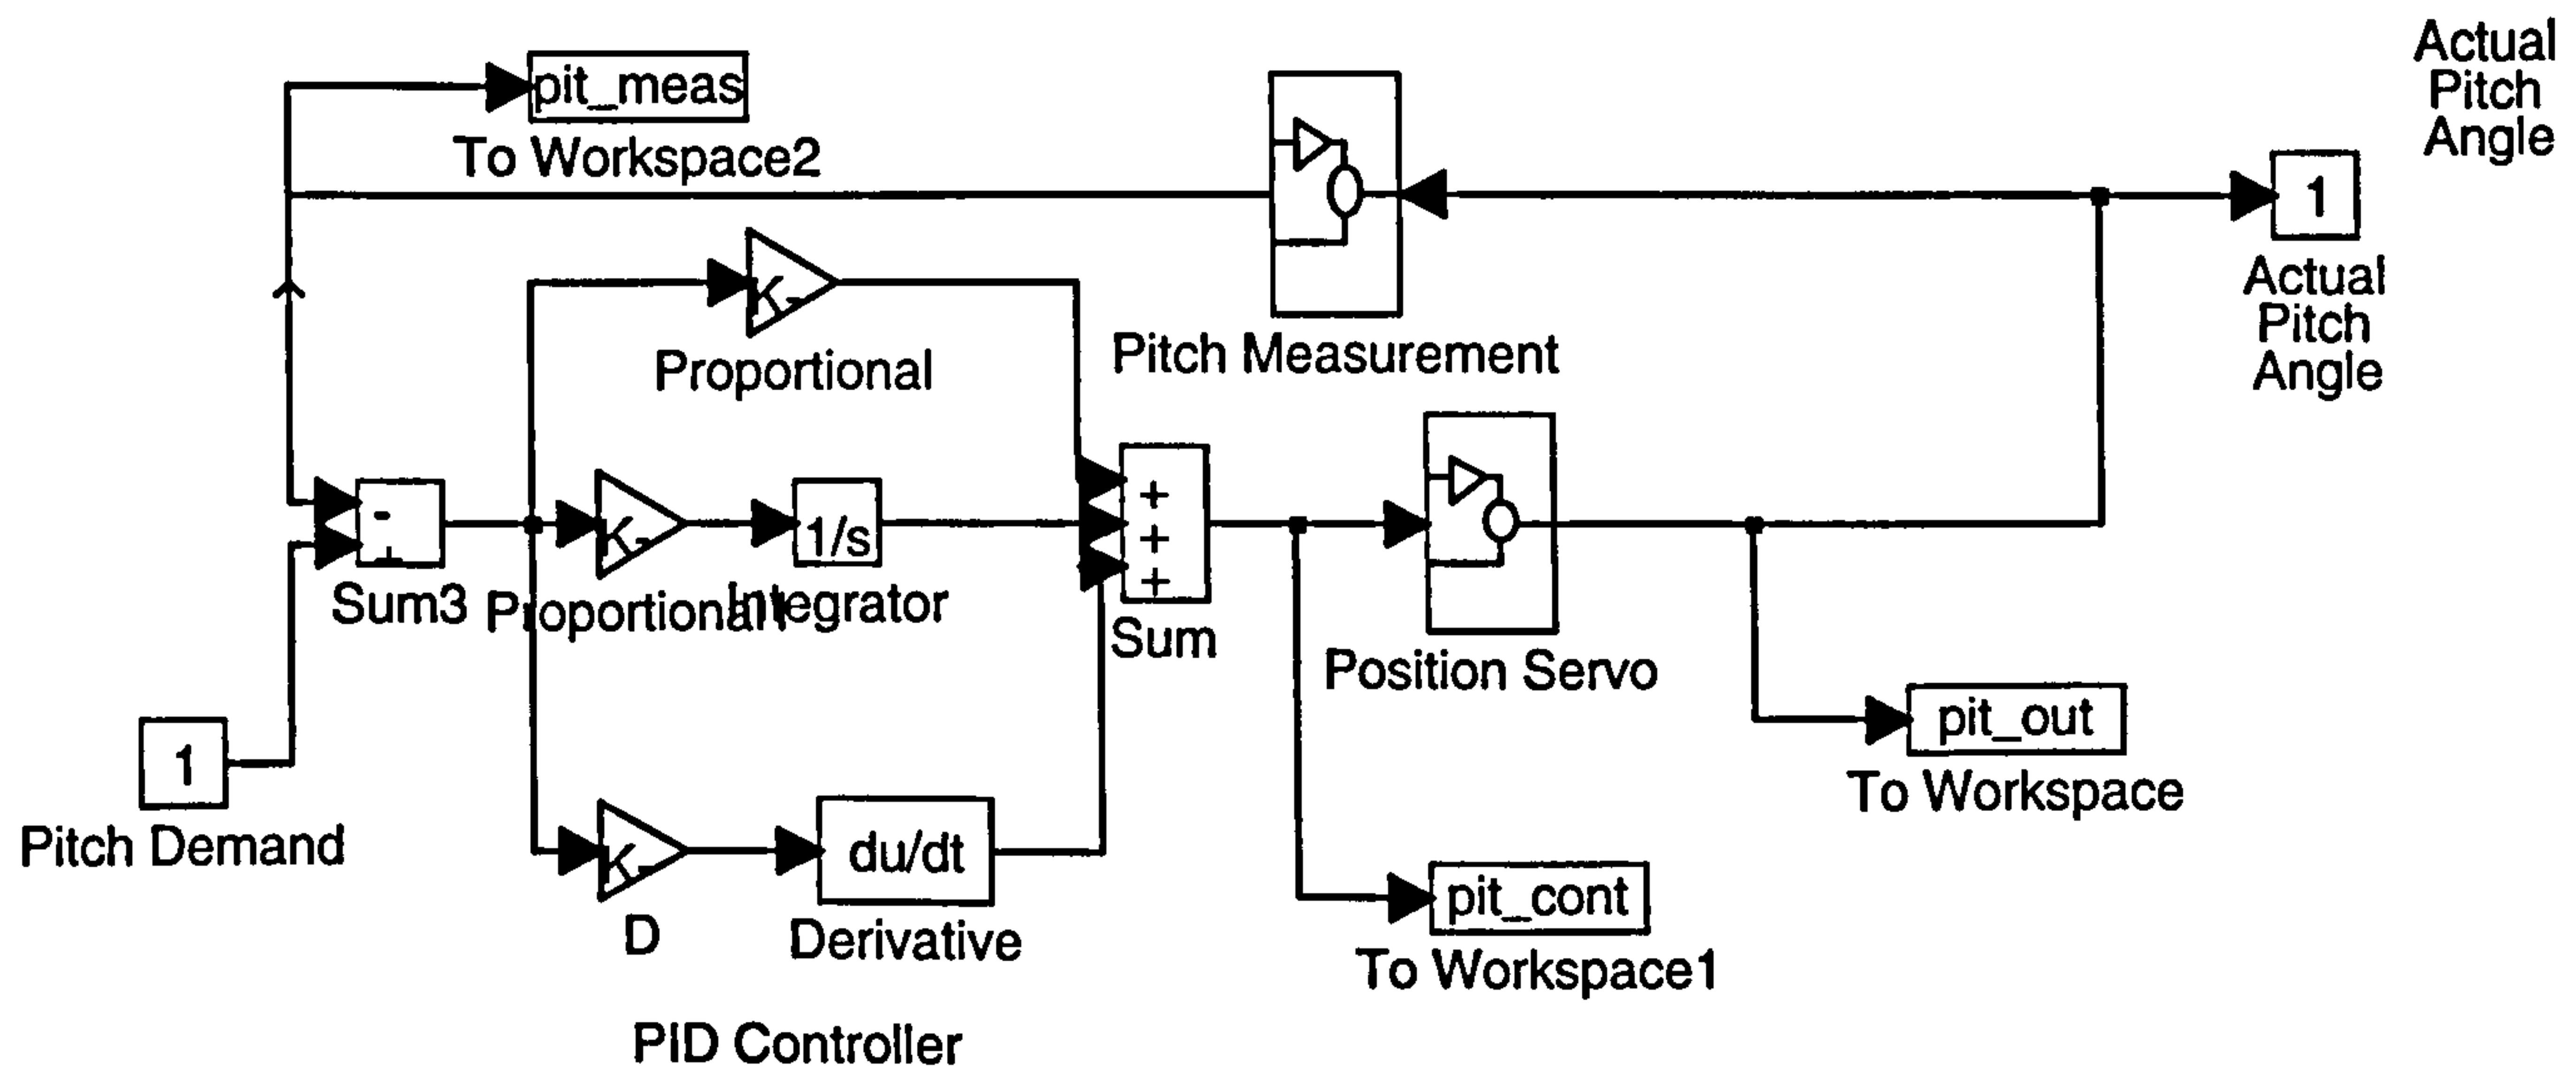 Actual
Pitch
Angle
pit_meas
To Workspace2
1
Actual
Pitch
Angle
K-
Proportional
Pitch Measurement
-
+
Sum3
K-
Proportional1
1/s
Integrator
+
+
+
Sum
Position Servo
1
Pitch Demand
pit_out
To Workspace
K-
D
du/dt
Derivative
pit_cont
To Workspace1
PID Controller